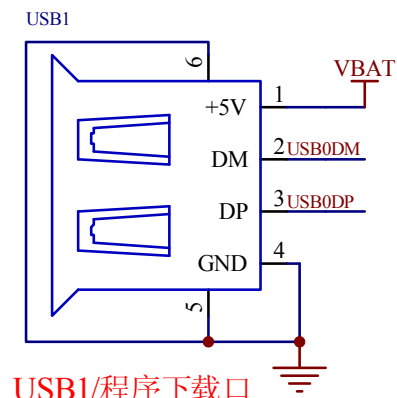 USB1
6
VBAT
+5V 1
DM 2 USB0DM
DP 3 USB0DP
GND 4
5
USB1/程序下载口